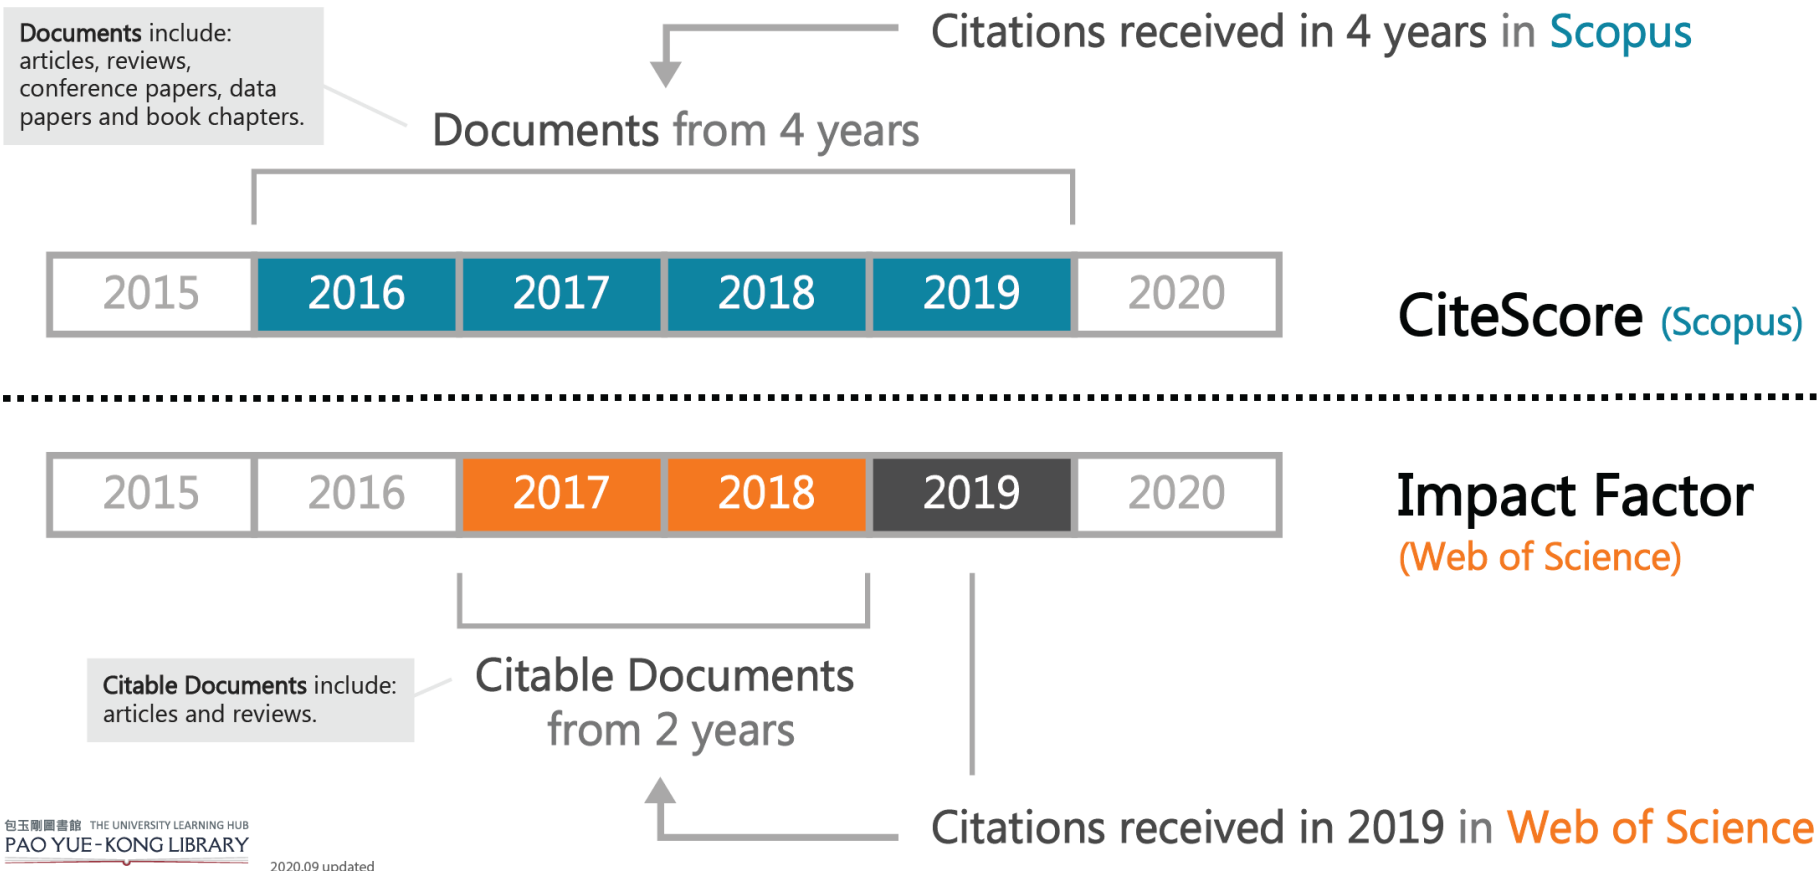 Documents include:
articles, reviews,
conference papers, data
papers and book chapters.
Citations received in 4 years in Scopus
Documents from 4 years
2015 2016 2017 2018 2019 2020
CiteScore (Scopus)
2015 2016 2017 2018 2019 2020
Impact Factor
(Web of Science)
Citable Documents include:
articles and reviews.
Citable Documents
from 2 years
Citations received in 2019 in Web of Science
包玉剛圖書館 THE UNIVERSITY LEARNING HUB
PAO YUE-KONG LIBRARY
2020.09 updated